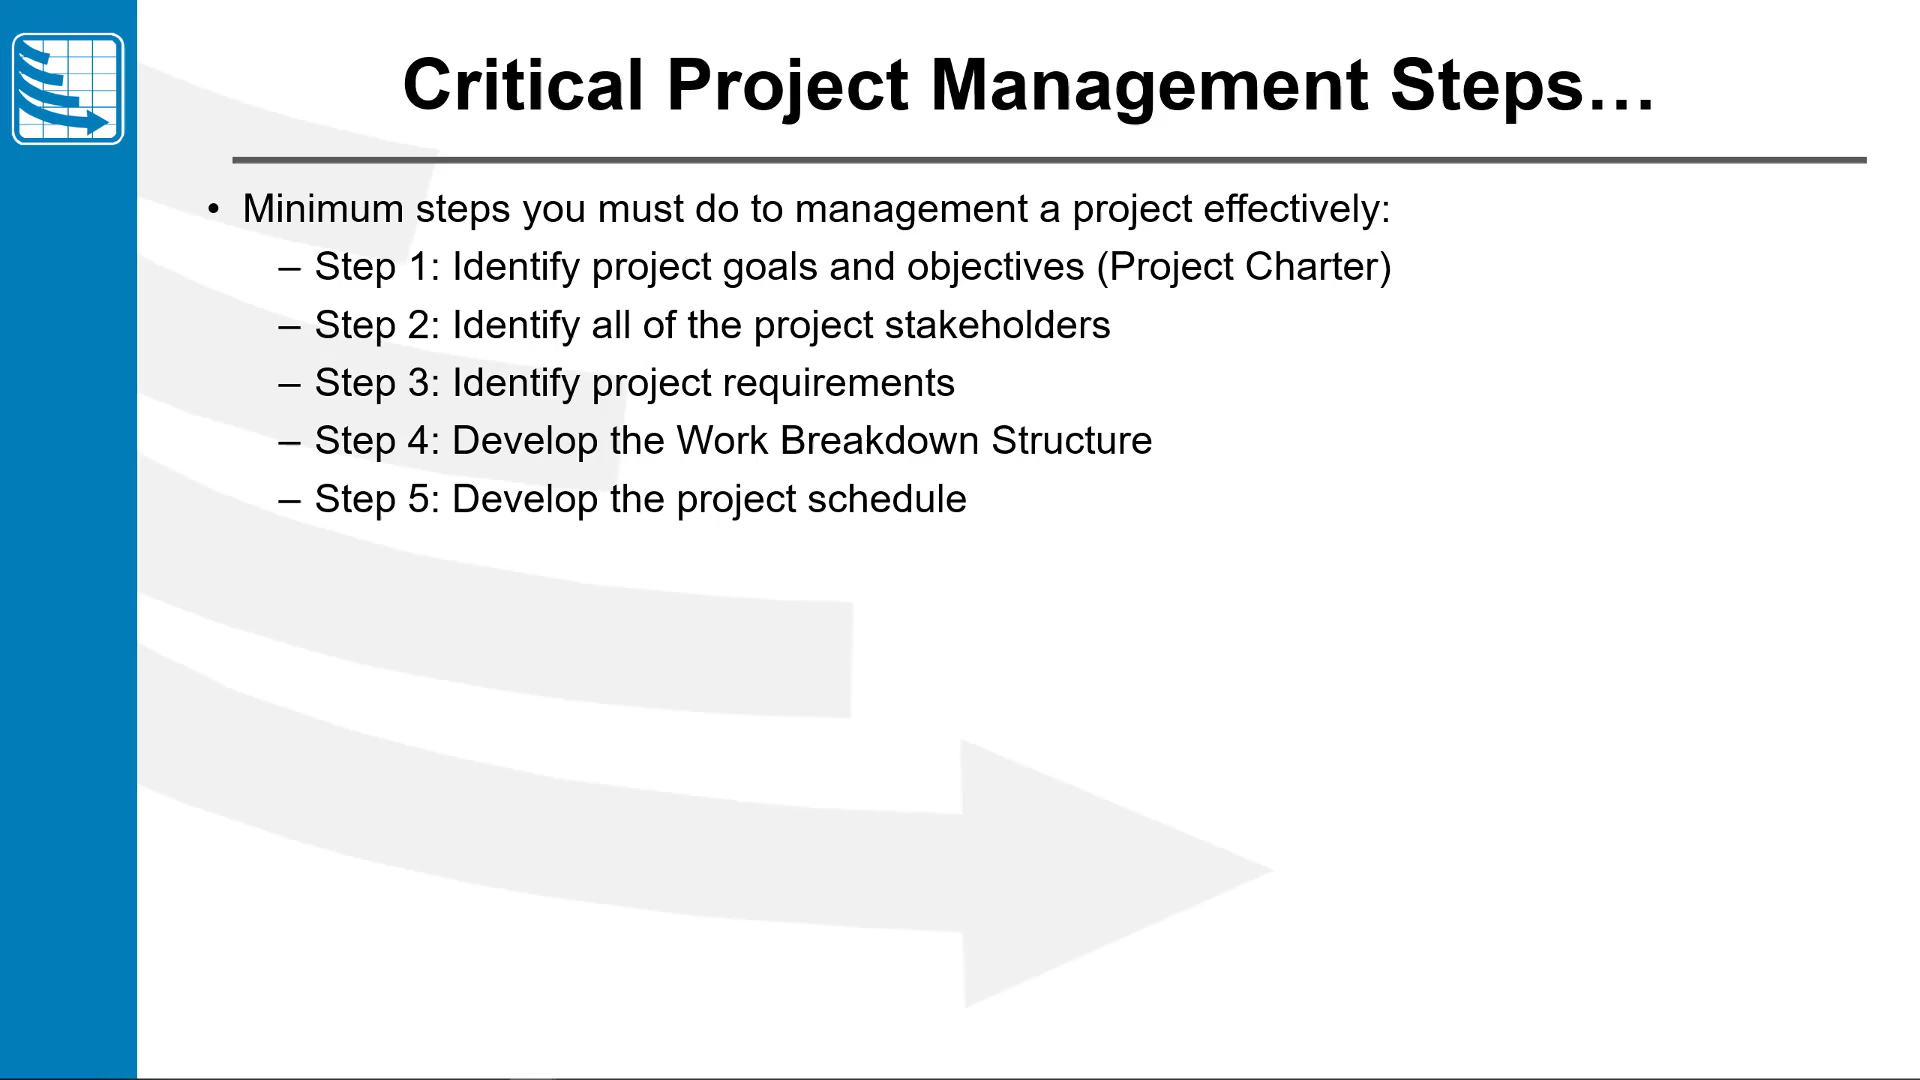 Critical Project Management Steps…
• Minimum steps you must do to management a project effectively:
– Step 1: Identify project goals and objectives (Project Charter)
– Step 2: Identify all of the project stakeholders
– Step 3: Identify project requirements
– Step 4: Develop the Work Breakdown Structure
– Step 5: Develop the project schedule